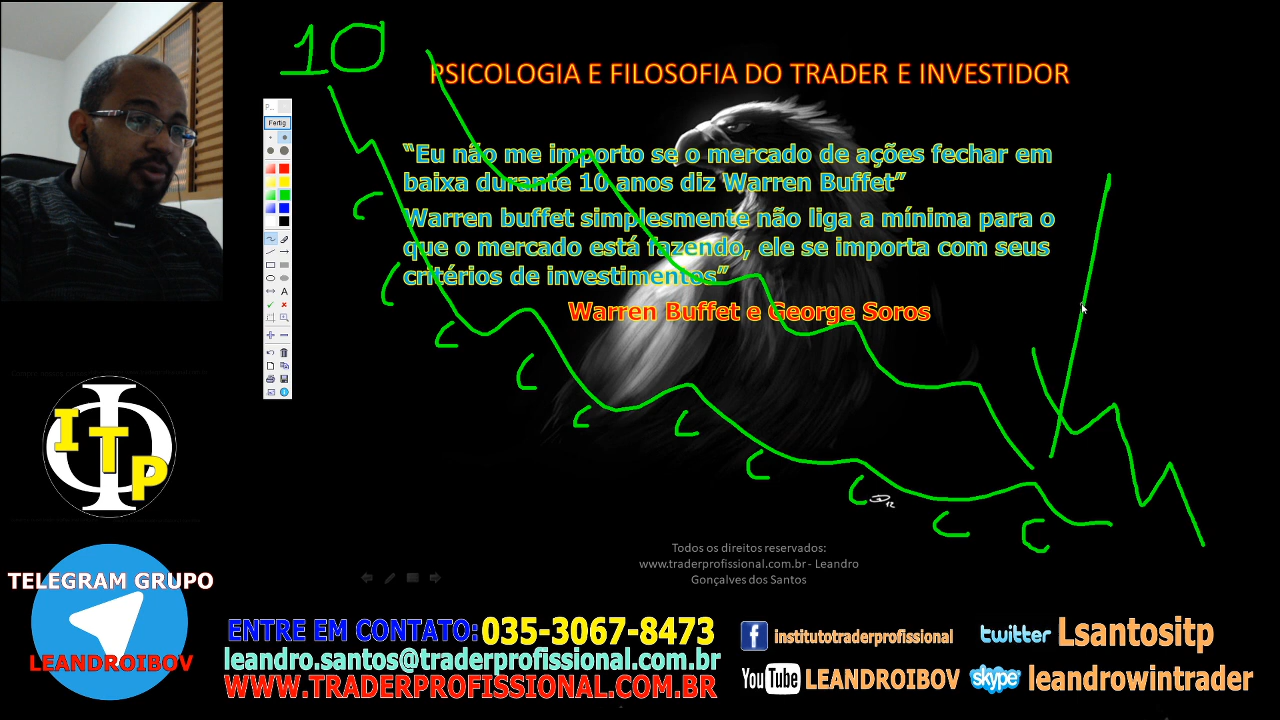 10
PSICOLOGIA E FILOSOFIA DO TRADER E INVESTIDOR
P...
Fertig
A
“Eu não me importo se o mercado de ações fechar em
baixa durante 10 anos diz Warren Buffet”
Warren buffet simplesmente não liga a mínima para o
que o mercado está fazendo, ele se importa com seus
critérios de investimentos”
Warren Buffet e George Soros
C
C
C
C
C
C
C
C
C
C
Todos os direitos reservados:
www.traderprofissional.com.br - Leandro
Gonçalves dos Santos
ITP
TELEGRAM GRUPO
LEANDROIBOV
ENTRE EM CONTATO: 035-3067-8473
leandro.santos@traderprofissional.com.br
WWW.TRADERPROFISSIONAL.COM.BR
f institutotraderprofissional
twitter Lsantositp
YouTube LEANDROIBOV
skype leandrowintrader